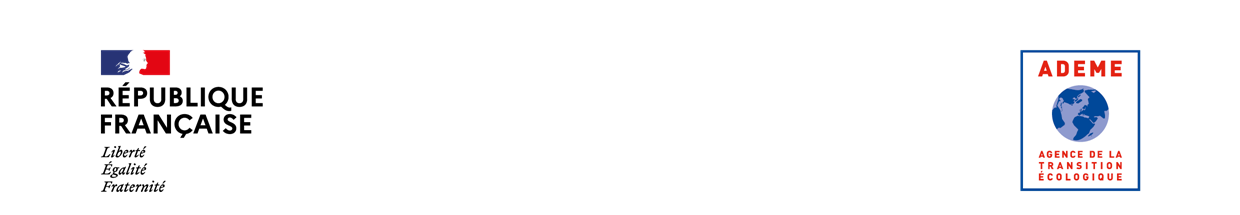 RÉPUBLIQUE
FRANÇAISE
Liberté
Égalité
Fraternité
ADEME
AGENCE DE LA
TRANSITION
ÉCOLOGIQUE